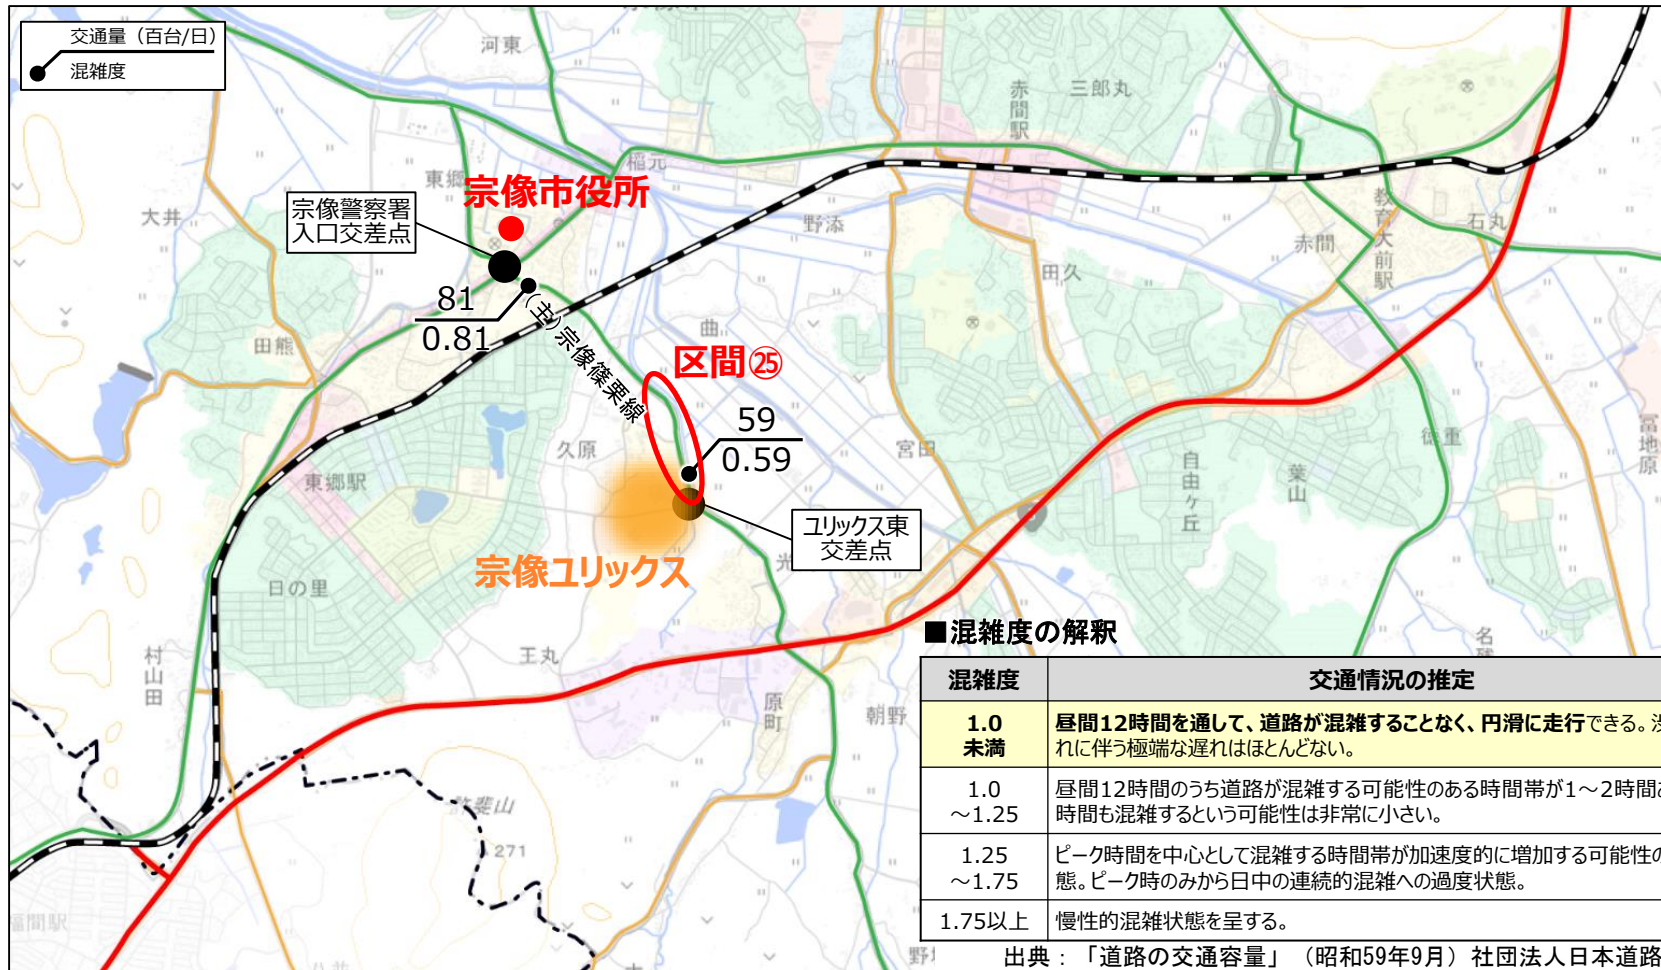 交通量（百台/日）
混雑度
河東
三郎丸
赤間駅
稲元
東郷
宗像市役所
宗像警察署
入口交差点
大井
野添
教育大前駅
石丸
赤間
田久
81
0.81
(主)宗像篠栗線
曲
田熊
区間㉕
59
0.59
久原
宮田
徳重
冨地原
東郷駅
自由ヶ丘
葉山
ユリックス東
交差点
光
宗像ユリックス
日の里
■混雑度の解釈
名残
王丸
村山田
原町
朝野
混雑度
交通情況の推定
1.0
未満
昼間12時間を通して、道路が混雑することなく、円滑に走行できる。渋
れに伴う極端な遅れはほとんどない。
1.0
～1.25
昼間12時間のうち道路が混雑する可能性のある時間帯が1～2時間あ
時間も混雑するという可能性は非常に小さい。
許斐山
271
1.25
～1.75
ピーク時間を中心として混雑する時間帯が加速度的に増加する可能性の
態。ピーク時のみから日中の連続的混雑への過度状態。
1.75以上
慢性的混雑状態を呈する。
福間駅
出典：「道路の交通容量」（昭和59年9月）社団法人日本道路